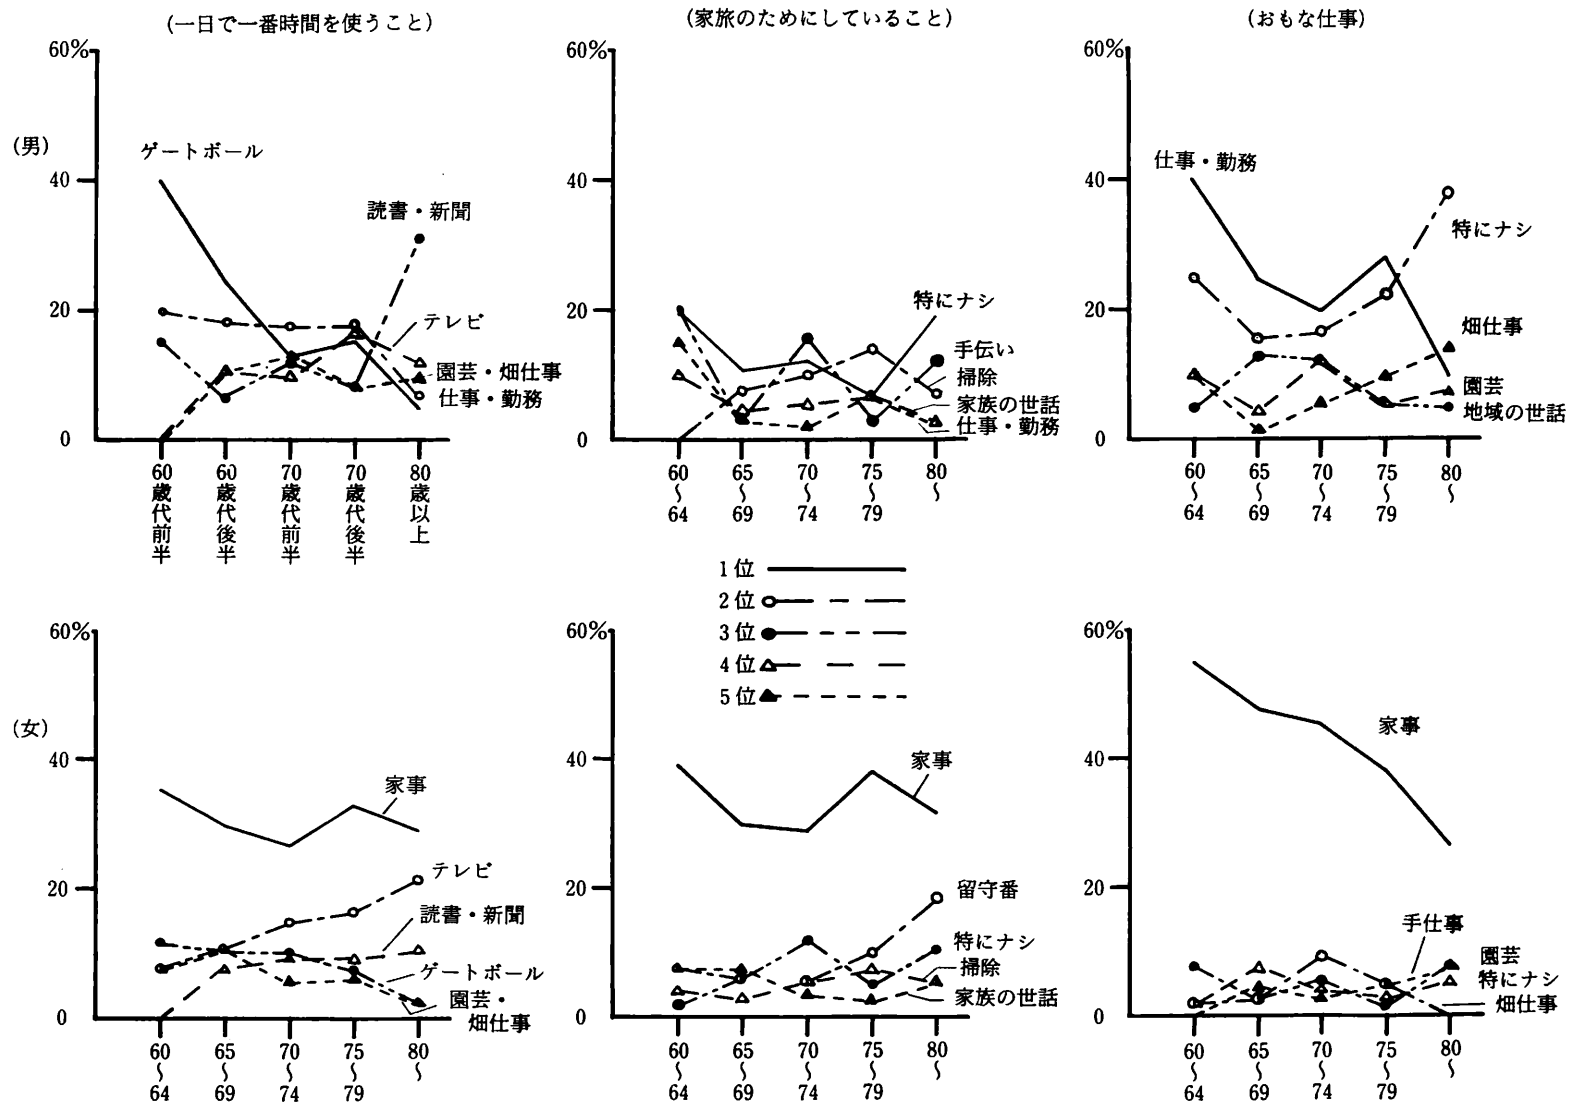 (一日で一番時間を使うこと)
(家旅のためにしていること)
(おもな仕事)
(男)
60%
40
20
0
ゲートボール
読書・新聞
テレビ
園芸・畑仕事
仕事・勤務
60歳代前半
60歳代後半
70歳代前半
70歳代後半
80歳以上
60%
40
20
0
特にナシ
手伝い
掃除
家族の世話
仕事・勤務
60〜64
65〜69
70〜74
75〜79
80〜
60%
40
20
0
仕事・勤務
特にナシ
畑仕事
園芸
地域の世話
60〜64
65〜69
70〜74
75〜79
80〜
1位
2位
3位
4位
5位
(女)
60%
40
20
0
家事
テレビ
読書・新聞
ゲートボール
園芸・
畑仕事
60〜64
65〜69
70〜74
75〜79
80〜
60%
40
20
0
家事
留守番
特にナシ
掃除
家族の世話
60〜64
65〜69
70〜74
75〜79
80〜
60%
40
20
0
家事
手仕事
園芸
特にナシ
畑仕事
60〜64
65〜69
70〜74
75〜79
80〜